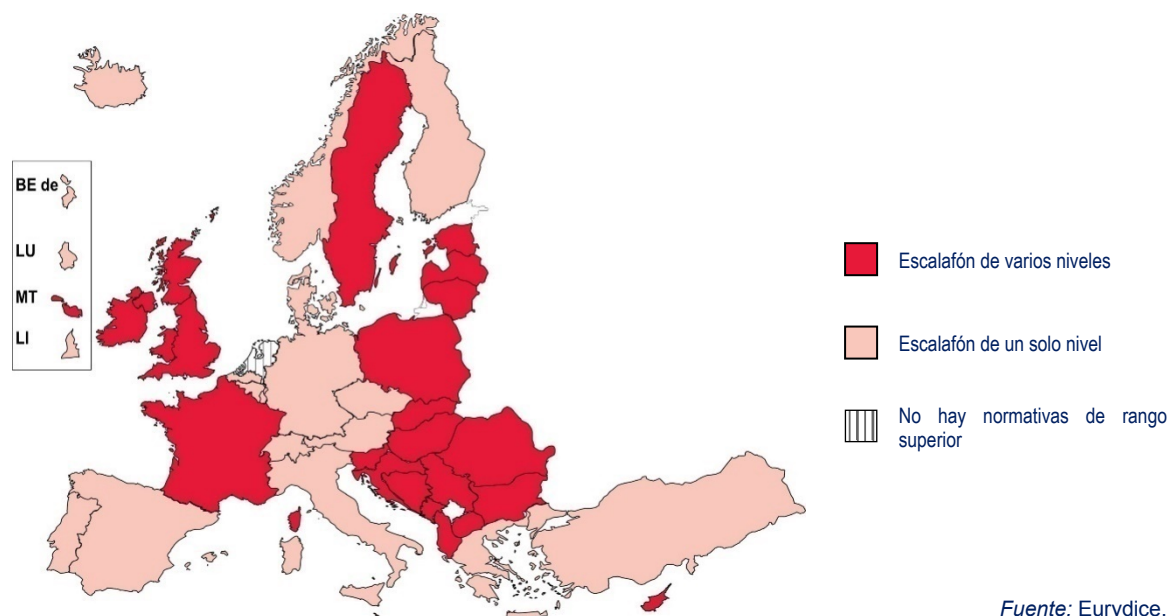 BE de
LU
MT
LI
Escalafón de varios niveles
Escalafón de un solo nivel
No hay normativas de rango
superior
Fuente: Eurydice.